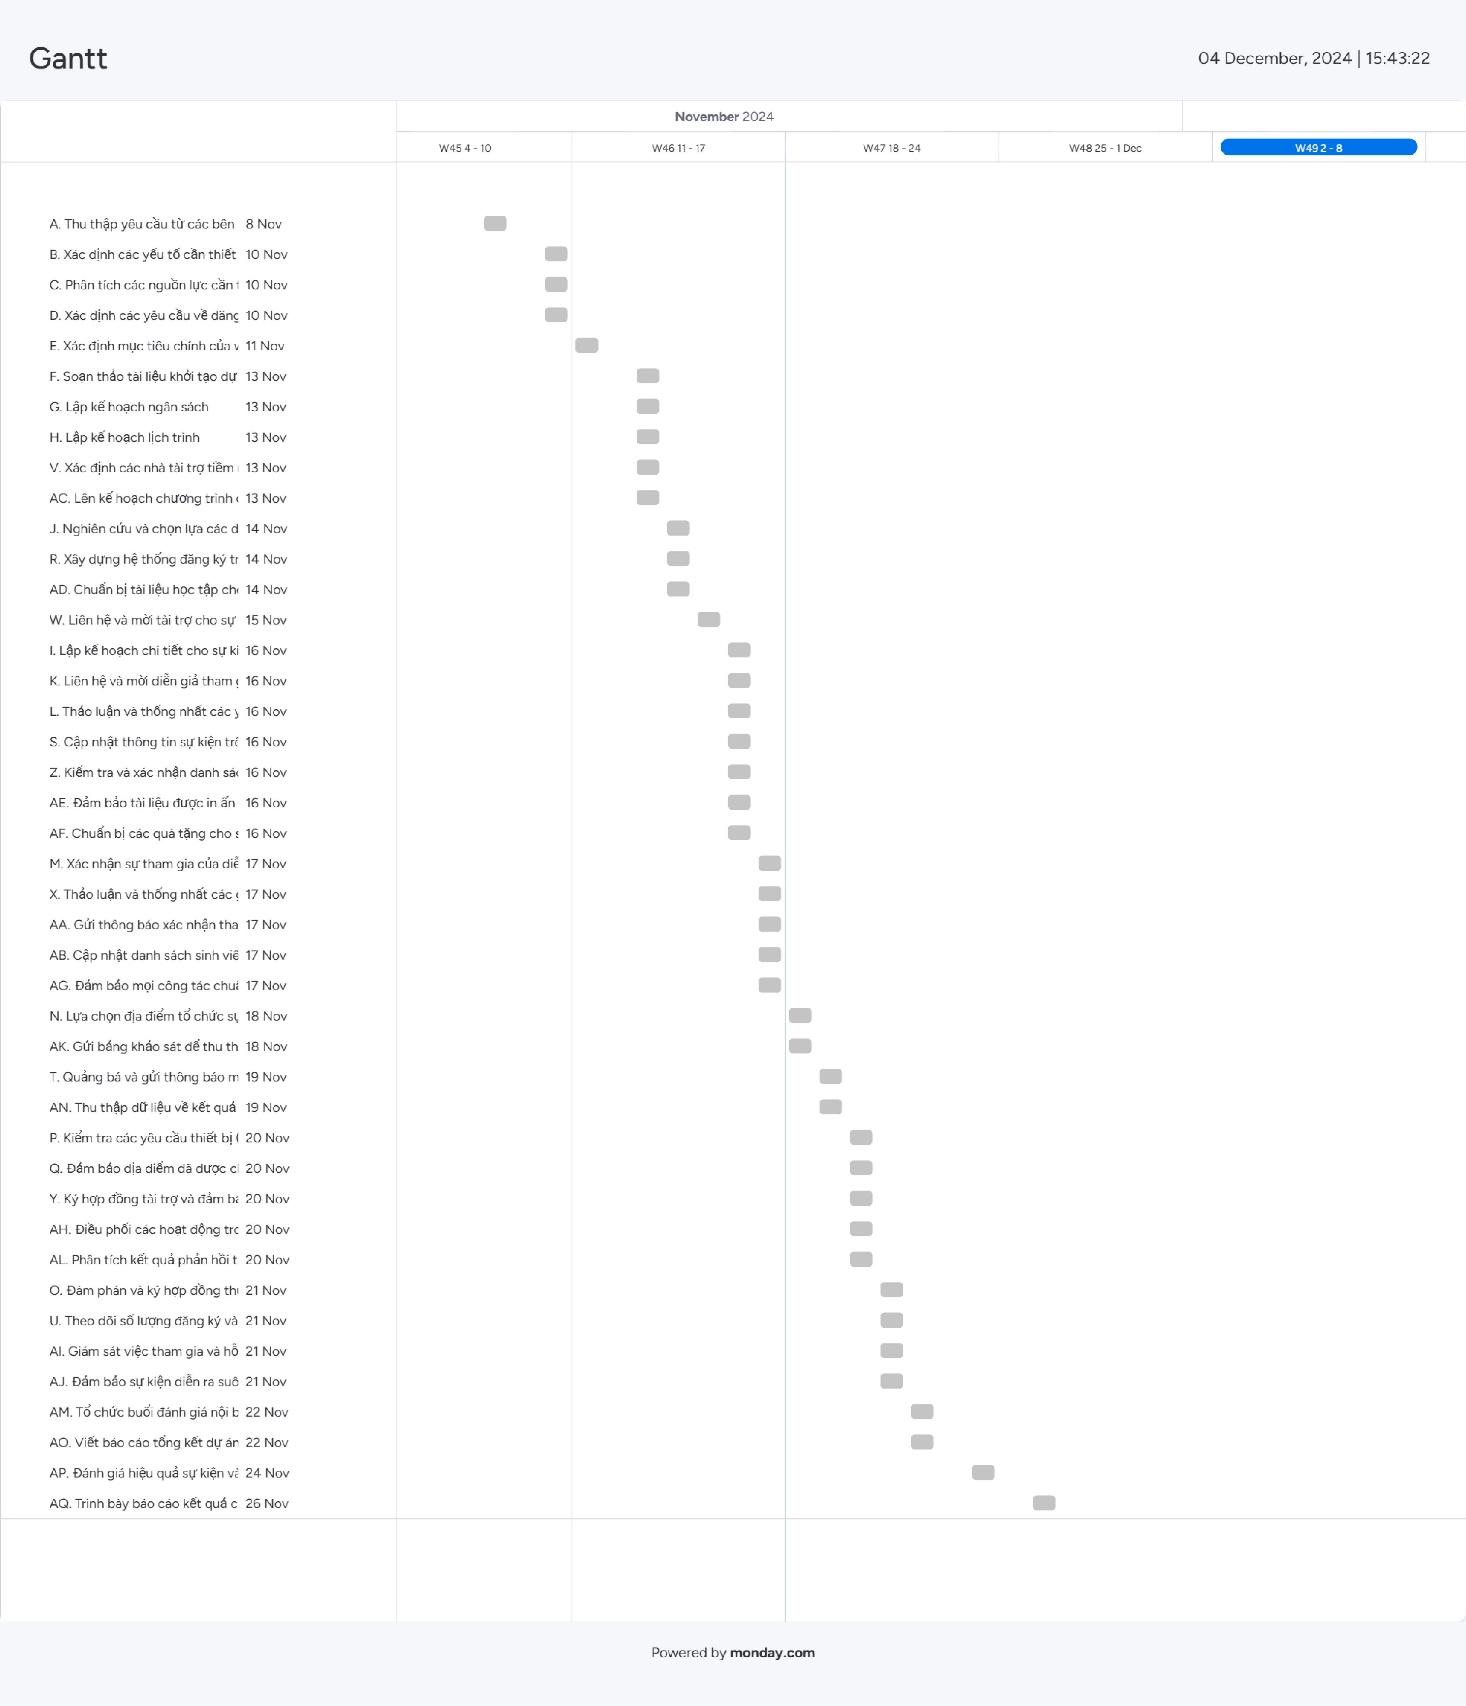 Gantt
04 December, 2024 | 15:43:22
November 2024
W45 4 - 10 W46 11 - 17 W47 18 - 24 W48 25 - 1 Dec W49 2 - 8
A. Thu thập yêu cầu từ các bên 8 Nov
B. Xác định các yếu tố cần thiết 10 Nov
C. Phân tích các nguồn lực cần 10 Nov
D. Xác định các yêu cầu về đăng 10 Nov
E. Xác định mục tiêu chính của 11 Nov
F. Soạn thảo tài liệu khởi tạo dự 13 Nov
G. Lập kế hoạch ngân sách 13 Nov
H. Lập kế hoạch lịch trình 13 Nov
V. Xác định các nhà tài trợ tiềm 13 Nov
AC. Lên kế hoạch chương trình 13 Nov
J. Nghiên cứu và chọn lựa các d 14 Nov
R. Xây dựng hệ thống đăng ký tr 14 Nov
AD. Chuẩn bị tài liệu học tập 14 Nov
W. Liên hệ và mời tài trợ cho sự 15 Nov
I. Lập kế hoạch chi tiết cho sự ki 16 Nov
K. Liên hệ và mời diễn giả tham 16 Nov
L. Thảo luận và thống nhất các 16 Nov
S. Cập nhật thông tin sự kiện 16 Nov
Z. Kiểm tra và xác nhận danh 16 Nov
AE. Đảm bảo tài liệu được in ấn 16 Nov
AF. Chuẩn bị các quà tặng cho 16 Nov
M. Xác nhận sự tham gia của 17 Nov
X. Thảo luận và thống nhất các 17 Nov
AA. Gửi thông báo xác nhận tha 17 Nov
AB. Cập nhật danh sách sinh viê 17 Nov
AG. Đảm bảo mọi công tác 17 Nov
N. Lựa chọn địa điểm tổ chức 18 Nov
AK. Gửi bảng khảo sát để thu th 18 Nov
T. Quảng bá và gửi thông báo m 19 Nov
AN. Thu thập dữ liệu về kết quả 19 Nov
P. Kiểm tra các yêu cầu thiết bị ( 20 Nov
Q. Đảm bảo địa điểm đã được 20 Nov
Y. Ký hợp đồng tài trợ và đảm 20 Nov
AH. Điều phối các hoạt động 20 Nov
AL. Phân tích kết quả phản hồi t 20 Nov
O. Đàm phán và ký hợp đồng 21 Nov
U. Theo dõi số lượng đăng ký và 21 Nov
AI. Giám sát việc tham gia và hỗ 21 Nov
AJ. Đảm bảo sự kiện diễn ra suô 21 Nov
AM. Tổ chức buổi đánh giá nội b 22 Nov
AO. Viết báo cáo tổng kết dự án 22 Nov
AP. Đánh giá hiệu quả sự kiện và 24 Nov
AQ. Trình bày báo cáo kết quả c 26 Nov
Powered by monday.com